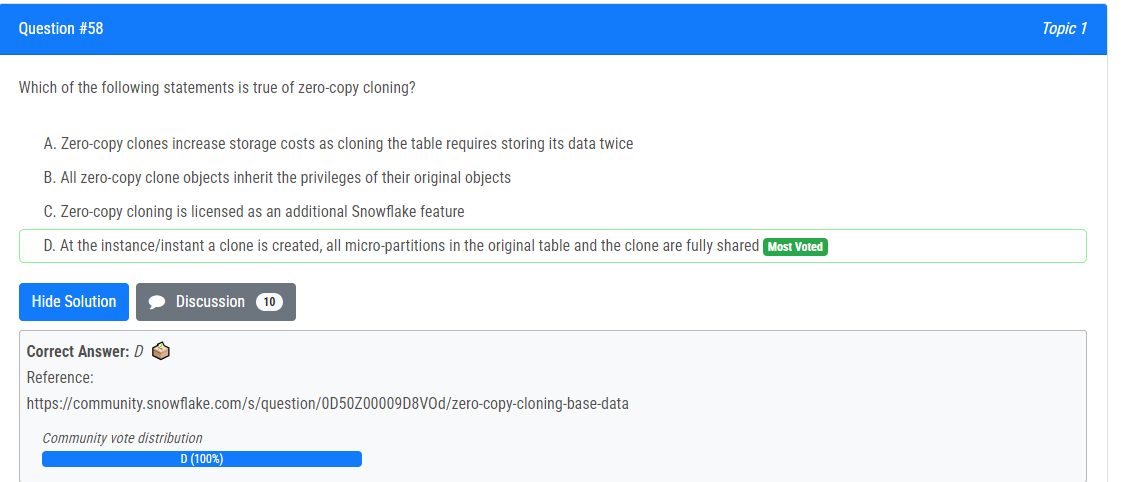 Question #58
Topic 1
Which of the following statements is true of zero-copy cloning?
A. Zero-copy clones increase storage costs as cloning the table requires storing its data twice
B. All zero-copy clone objects inherit the privileges of their original objects
C. Zero-copy cloning is licensed as an additional Snowflake feature
D. At the instance/instant a clone is created, all micro-partitions in the original table and the clone are fully shared Most Voted
Hide Solution
Discussion 10
Correct Answer: D
Reference:
https://community.snowflake.com/s/question/0D50Z00009D8VOd/zero-copy-cloning-base-data
Community vote distribution
D (100%)